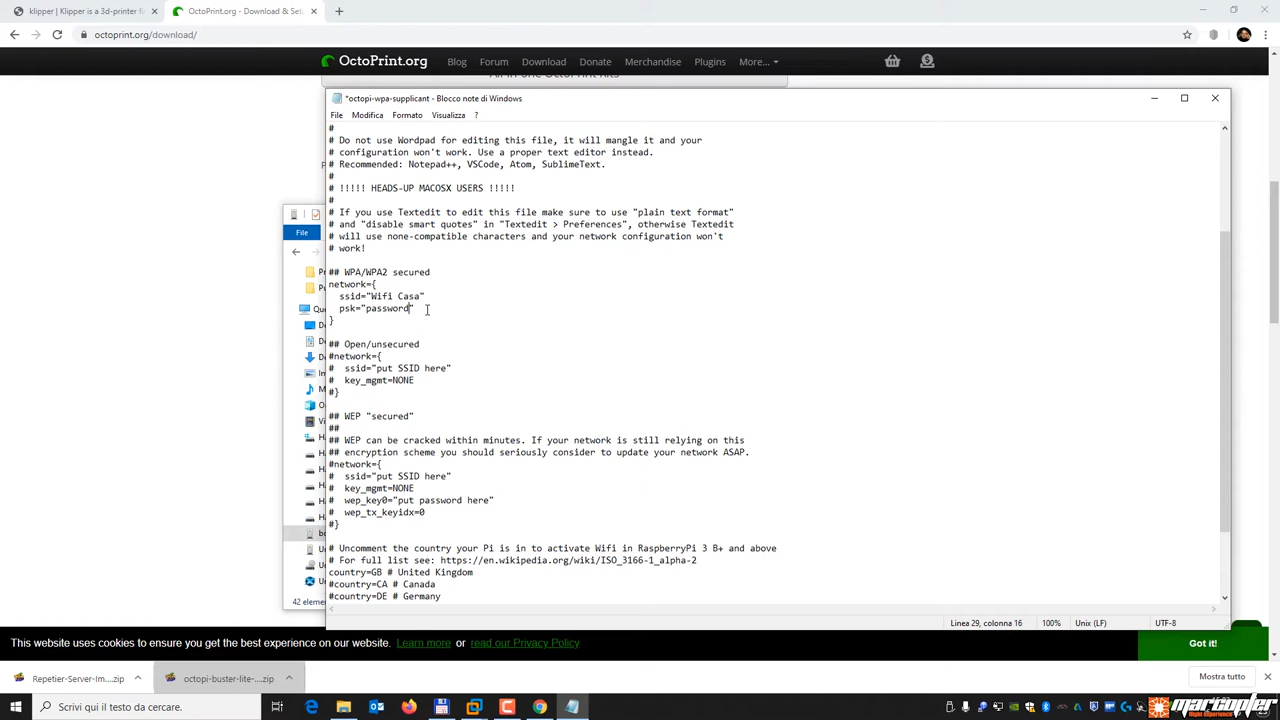 klipper | Klipper is a 3d-printer fi
OctoPrint.org - Download & Setu
octoprint.org/download/
OctoPrint.org
Blog
Forum
Download
Donate
Merchandise
Plugins
More...
All in one OctoPrint Kits
*octopi-wpa-supplicant - Blocco note di Windows
File Modifica Formato Visualizza ?
#
# Do not use Wordpad for editing this file, it will mangle it and your
# configuration won't work. Use a proper text editor instead.
# Recommended: Notepad++, VSCode, Atom, SublimeText.
#
# !!!!! HEADS-UP MACOSX USERS !!!!!
#
# If you use Textedit to edit this file make sure to use "plain text format"
# and "disable smart quotes" in "Textedit > Preferences", otherwise Textedit
# will use none-compatible characters and your network configuration won't
# work!
## WPA/WPA2 secured
network={
ssid="Wifi Casa"
psk="password"
}
## Open/unsecured
#network={
# ssid="put SSID here"
# key_mgmt=NONE
#}
## WEP "secured"
##
## WEP can be cracked within minutes. If your network is still relying on this
## encryption scheme you should seriously consider to update your network ASAP.
#network={
# ssid="put SSID here"
# key_mgmt=NONE
# wep_key0="put password here"
# wep_tx_keyidx=0
#}
# Uncomment the country your Pi is in to activate Wifi in RaspberryPi 3 B+ and above
# For full list see: https://en.wikipedia.org/wiki/ISO_3166-1_alpha-2
country=GB # United Kingdom
#country=CA # Canada
#country=DE # Germany
File
42 eleme
Linea 29, colonna 16
100%
Unix (LF)
UTF-8
This website uses cookies to ensure you get the best experience on our website. Learn more or read our Privacy Policy
Got it!
Repetier-Server-Im....zip
octopi-buster-lite-....zip
Mostra tutto
Scrivi qui il testo da cercare.
marcopter